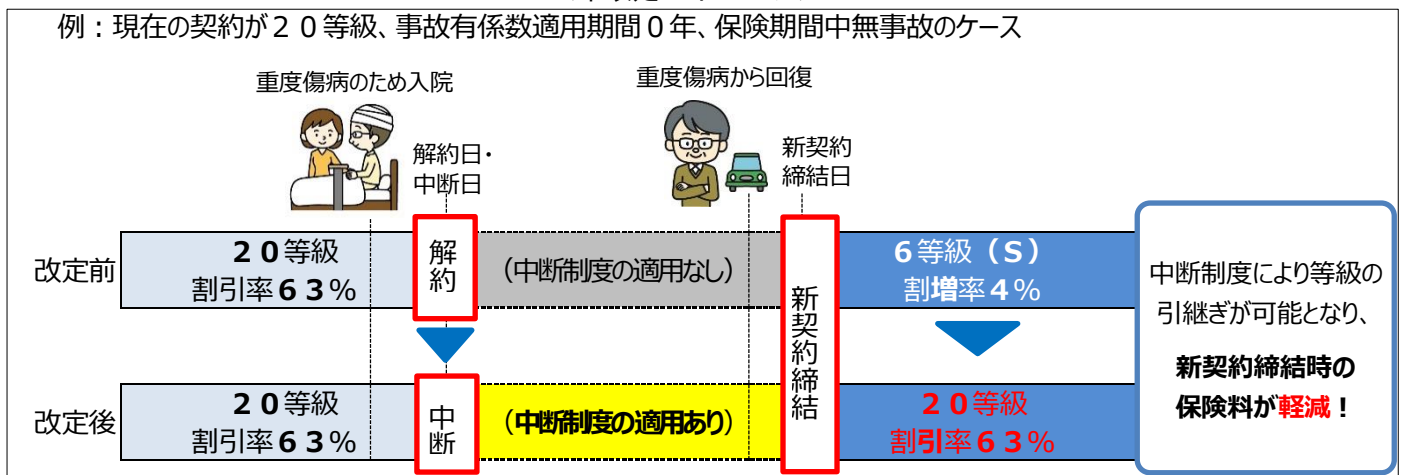 例：現在の契約が２０等級、事故有係数適用期間０年、保険期間中無事故のケース
重度傷病のため入院
重度傷病から回復
解約日・
中断日
新契約
締結日
改定前
２０等級
割引率６３％
解約
（中断制度の適用なし）
新契約締結
６等級（Ｓ）
割増率４％
改定後
２０等級
割引率６３％
中断
（中断制度の適用あり）
２０等級
割引率６３％
中断制度により等級の
引継ぎが可能となり、
新契約締結時の
保険料が軽減！